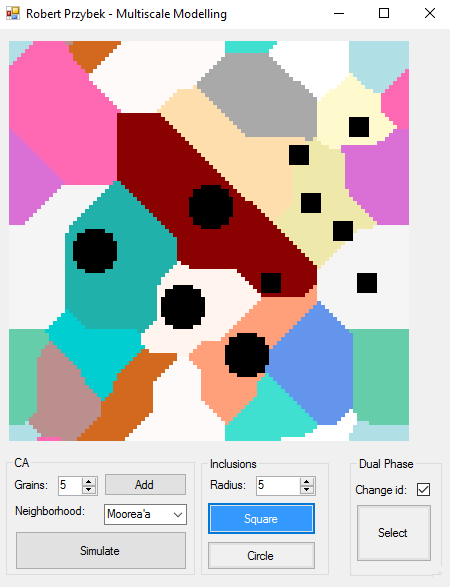 Robert Przybek - Multiscale Modelling
CA
Grains: 5 Add
Neighborhood: Moorea'a
Simulate
Inclusions
Radius: 5
Square
Circle
Dual Phase
Change id:
Select